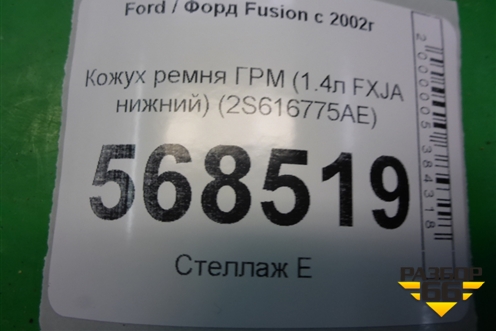 Ford / Форд Fusion с 2002г
Кожух ремня ГРМ (1.4л FXJA
нижний) (2S616775AE)
568519
Стеллаж Е
2000005384318
РАЗБОР
66